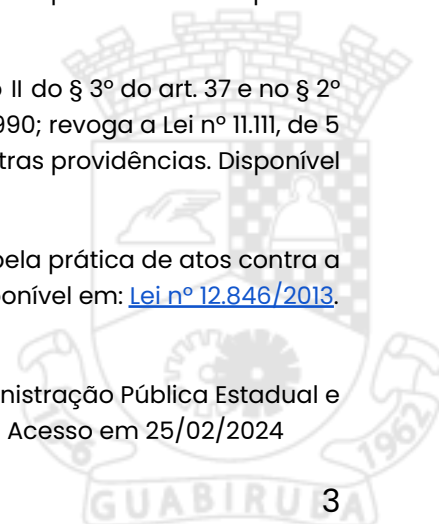 o II do § 3º do art. 37 e no § 2º
990; revoga a Lei nº 11.111, de 5
tras providências. Disponível
pela prática de atos contra a
ponível em: Lei nº 12.846/2013.
nistração Pública Estadual e
Acesso em 25/02/2024
1962
GUABIRUBA
3